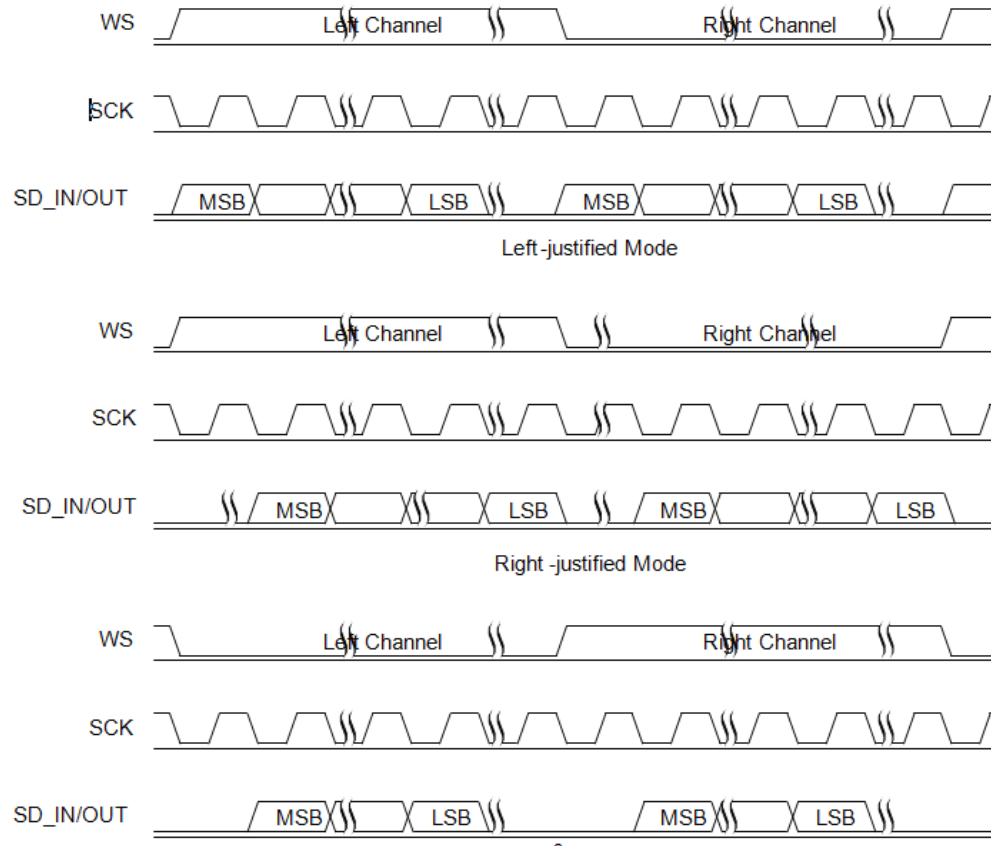 WS Left Channel Right Channel
SCK
SD_IN/OUT MSB LSB MSB LSB
Left-justified Mode
WS Left Channel Right Channel
SCK
SD_IN/OUT MSB LSB MSB LSB
Right -justified Mode
WS Left Channel Right Channel
SCK
SD_IN/OUT MSB LSB MSB LSB